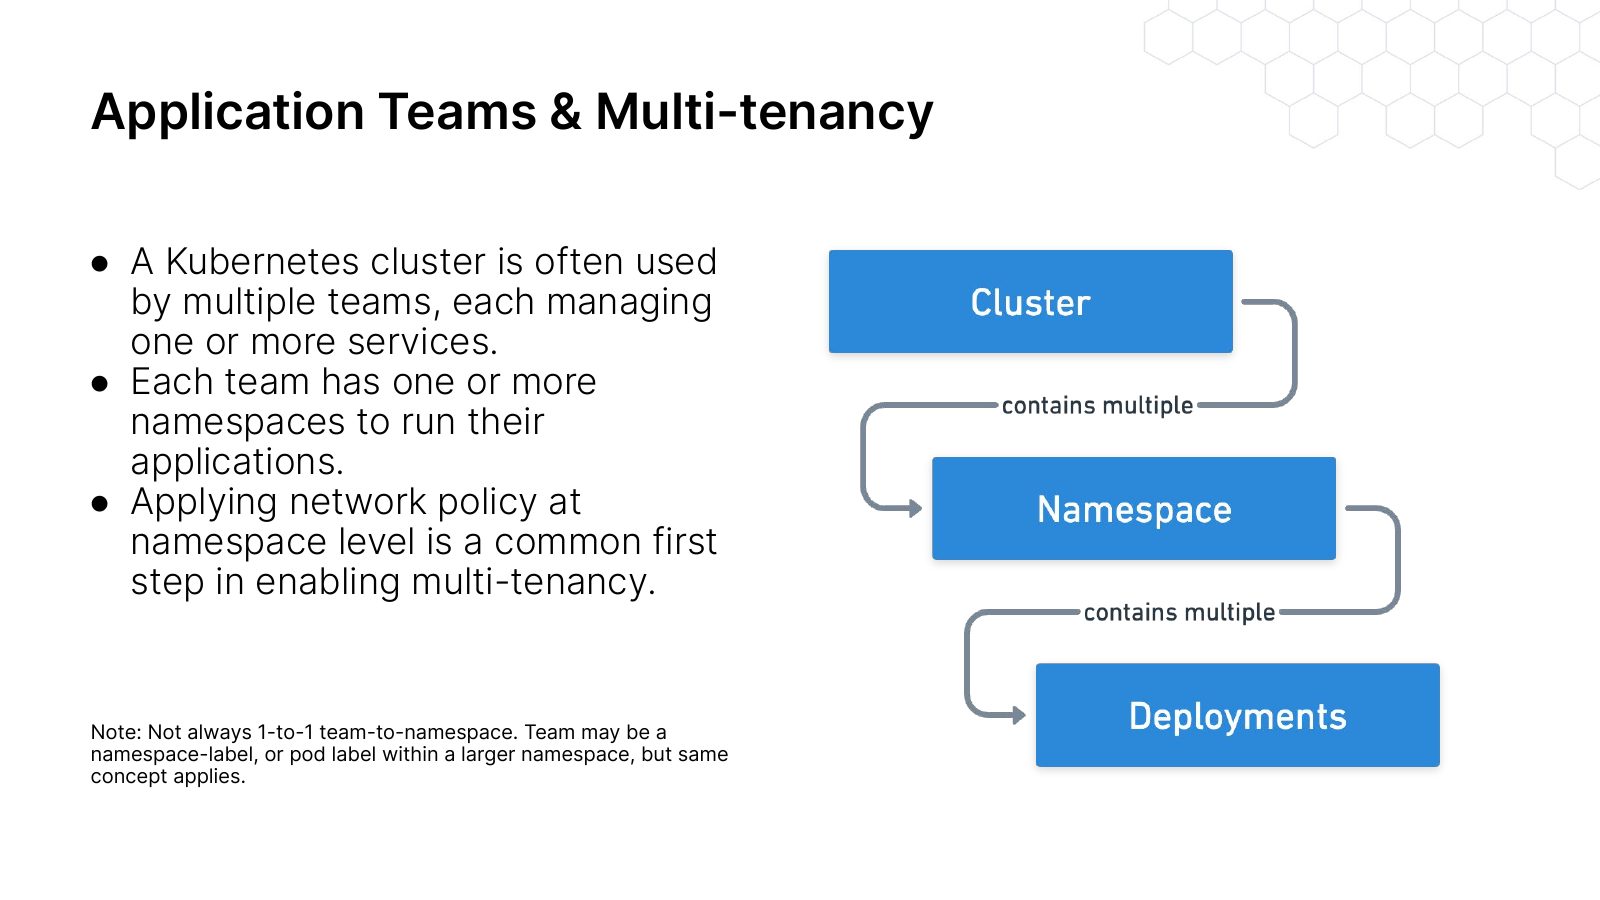 Application Teams & Multi-tenancy
● A Kubernetes cluster is often used
by multiple teams, each managing
one or more services.
● Each team has one or more
namespaces to run their
applications.
● Applying network policy at
namespace level is a common first
step in enabling multi-tenancy.
Note: Not always 1-to-1 team-to-namespace. Team may be a
namespace-label, or pod label within a larger namespace, but same
concept applies.
Cluster
contains multiple
Namespace
contains multiple
Deployments